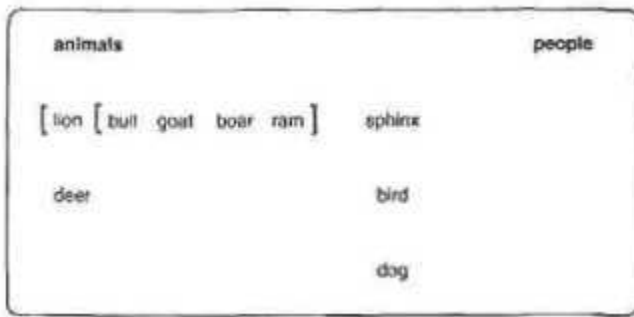 animals people
[ lion [ bull goat boar ram ] sphinx
deer bird
dog